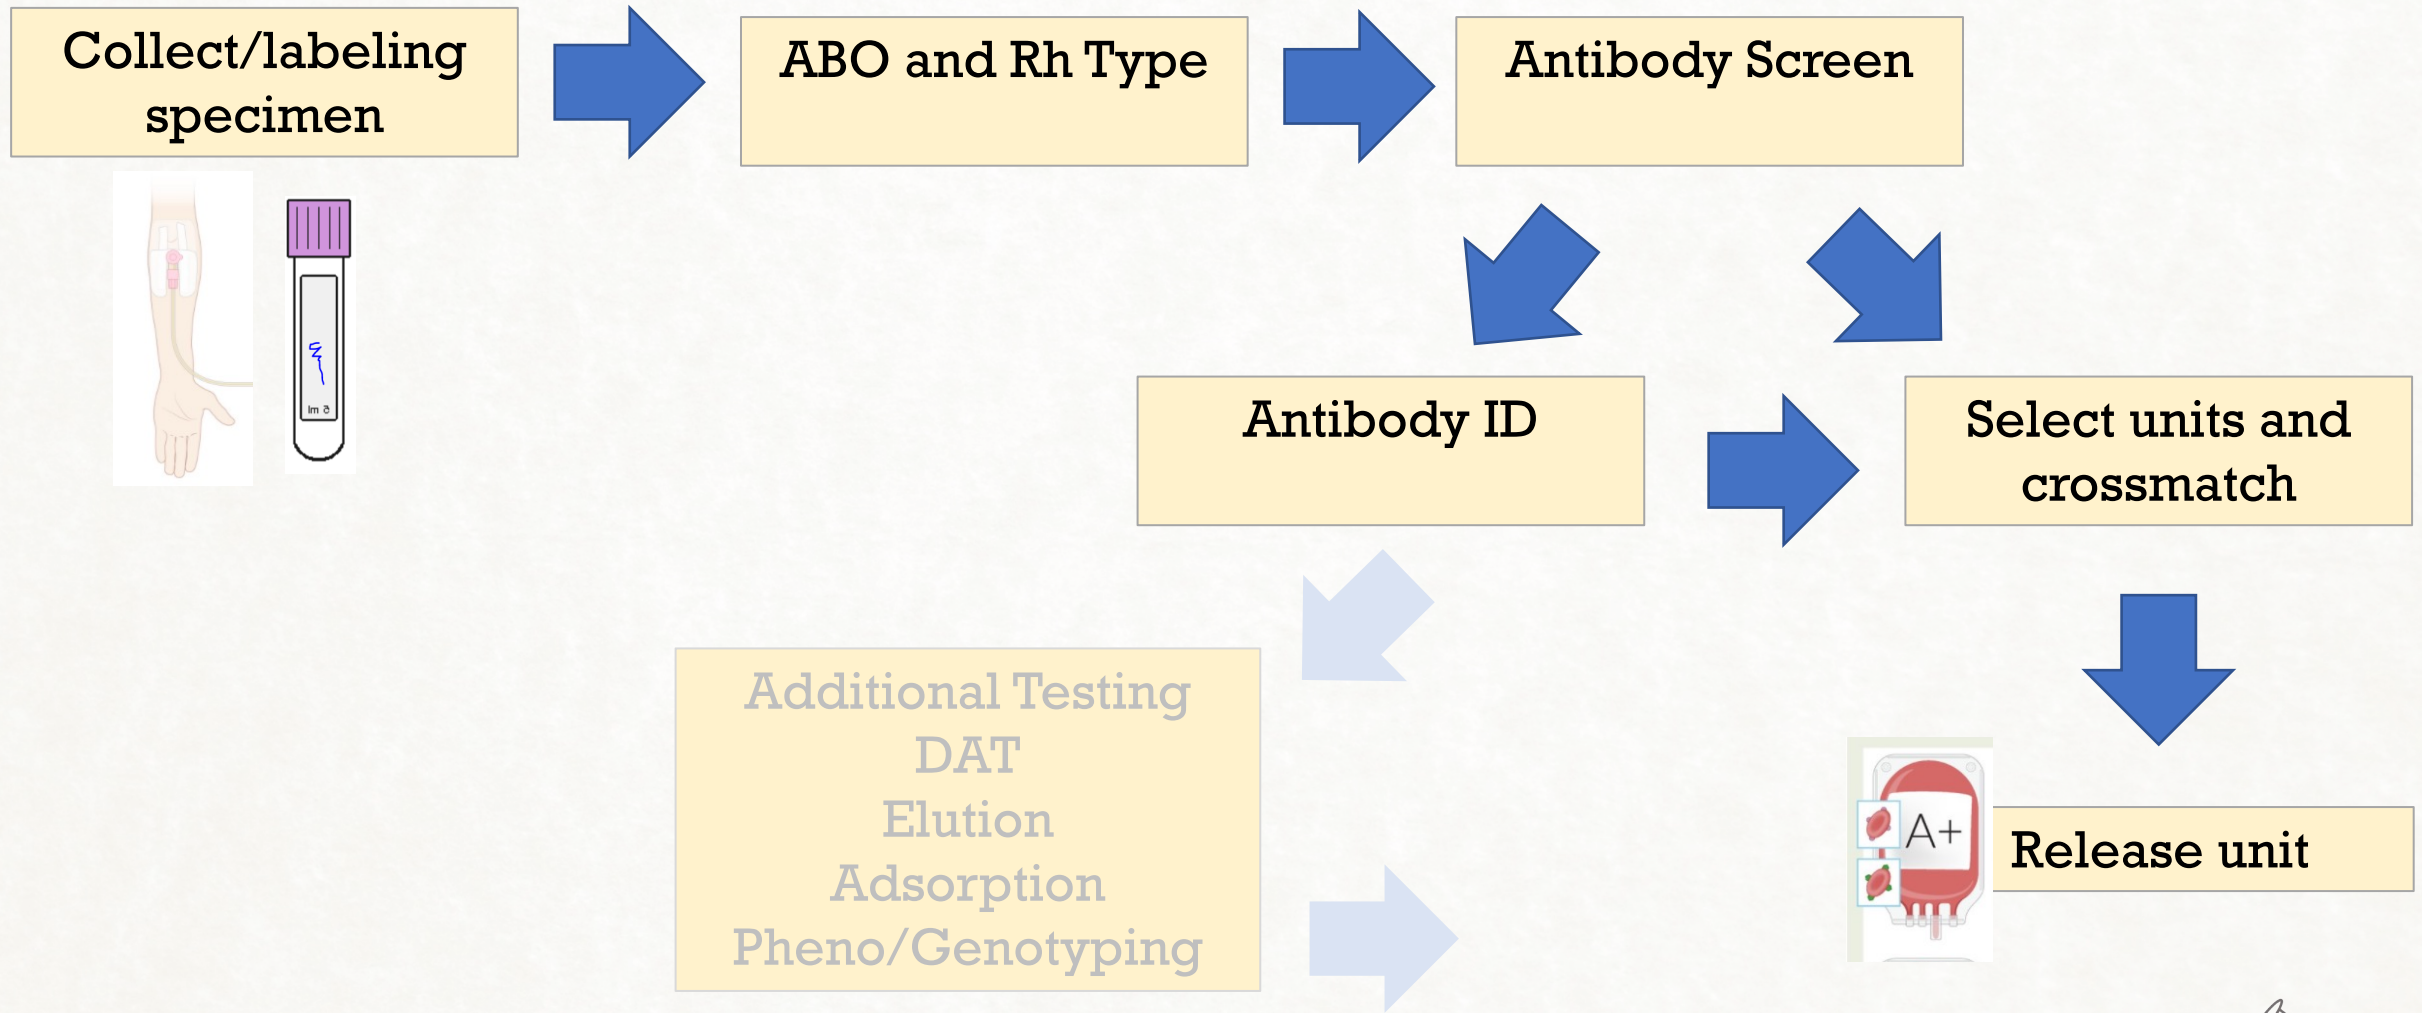 Collect/labeling
specimen
ABO and Rh Type
Antibody Screen
Antibody ID
Select units and
crossmatch
Additional Testing
DAT
Elution
Adsorption
Pheno/Genotyping
A+
Release unit